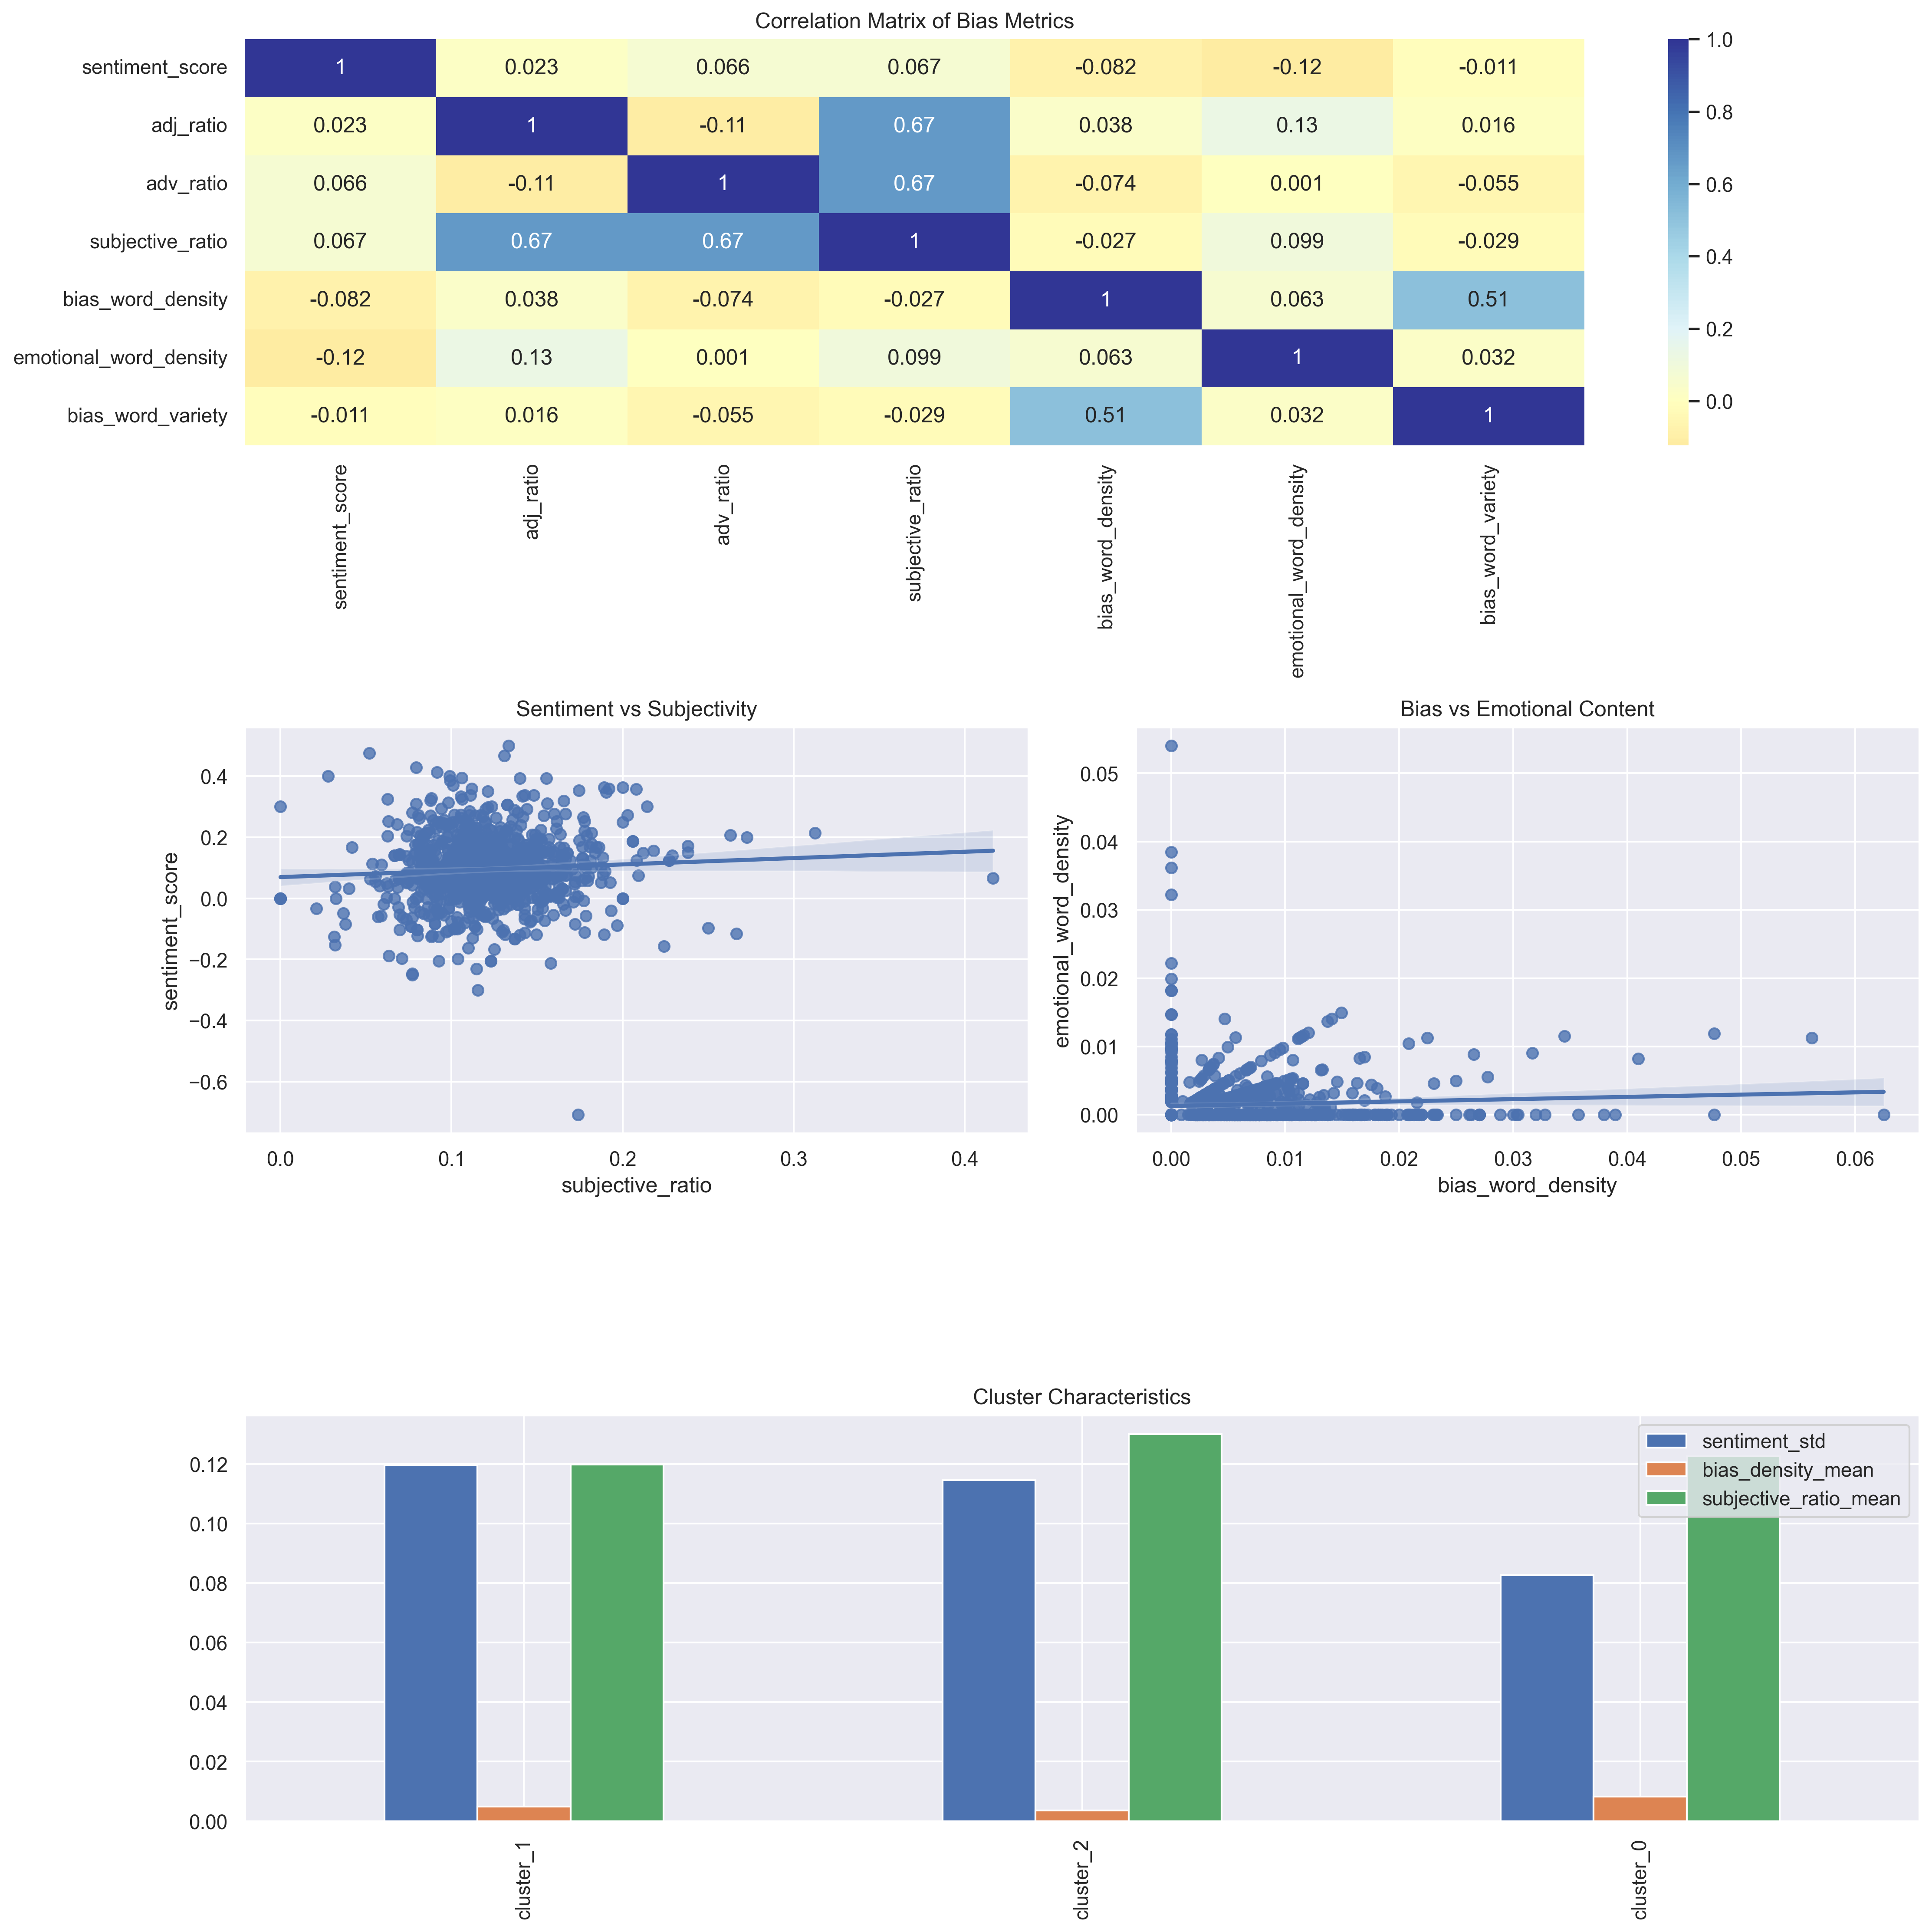 Correlation Matrix of Bias Metrics
sentiment_score 1 0.023 0.066 0.067 -0.082 -0.12 -0.011
adj_ratio 0.023 1 -0.11 0.67 0.038 0.13 0.016
adv_ratio 0.066 -0.11 1 0.67 -0.074 0.001 -0.055
subjective_ratio 0.067 0.67 0.67 1 -0.027 0.099 -0.029
bias_word_density -0.082 0.038 -0.074 -0.027 1 0.063 0.51
emotional_word_density -0.12 0.13 0.001 0.099 0.063 1 0.032
bias_word_variety -0.011 0.016 -0.055 -0.029 0.51 0.032 1
sentiment_score
adj_ratio
adv_ratio
subjective_ratio
bias_word_density
emotional_word_density
bias_word_variety
1.0
0.8
0.6
0.4
0.2
0.0
Sentiment vs Subjectivity
sentiment_score
0.4
0.2
0.0
−0.2
−0.4
−0.6
0.0 0.1 0.2 0.3 0.4
subjective_ratio
Bias vs Emotional Content
emotional_word_density
0.05
0.04
0.03
0.02
0.01
0.00
0.00 0.01 0.02 0.03 0.04 0.05 0.06
bias_word_density
Cluster Characteristics
sentiment_std
bias_density_mean
subjective_ratio_mean
0.12
0.10
0.08
0.06
0.04
0.02
0.00
cluster_1
cluster_2
cluster_0